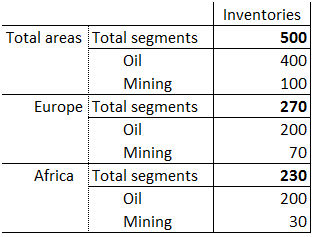 Inventories
Total areas Total segments 500
Oil 400
Mining 100
Europe Total segments 270
Oil 200
Mining 70
Africa Total segments 230
Oil 200
Mining 30